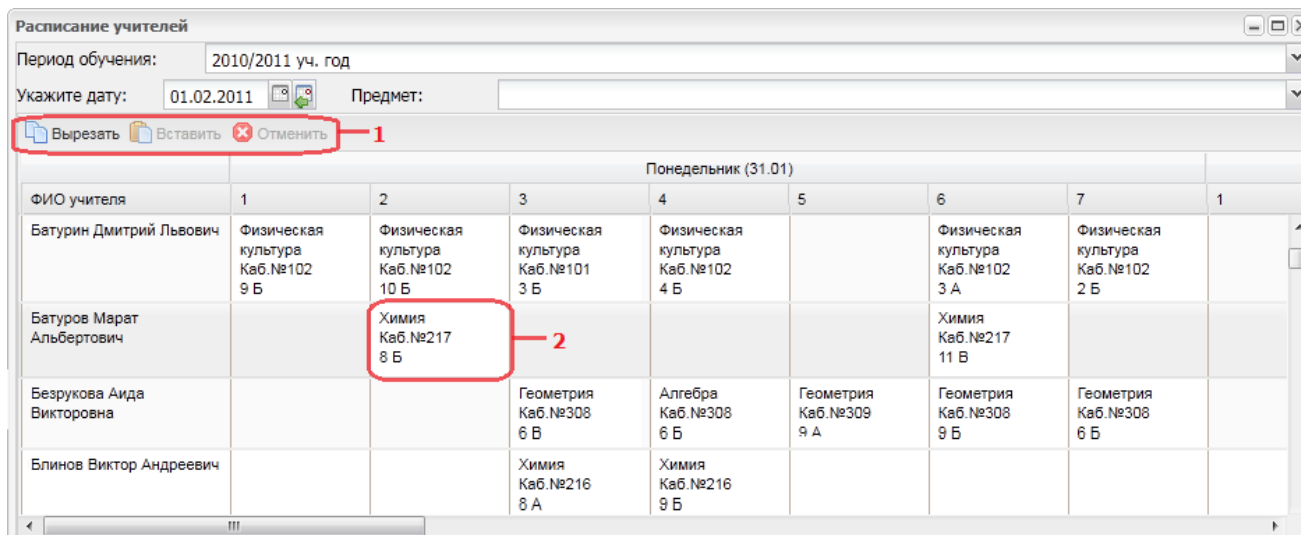 Расписание учителей
Период обучения: 2010/2011 уч. год
Укажите дату: 01.02.2011 Предмет:
Вырезать Вставить Отменить 1
Понедельник (31.01)
ФИО учителя 1 2 3 4 5 6 7 1
Батурин Дмитрий Львович Физическая Физическая Физическая Физическая Физическая Физическая
культура культура культура культура культура культура
Каб.№102 Каб.№102 Каб.№101 Каб.№102 Каб.№102 Каб.№102
9 Б 10 Б 3 Б 4 Б 3 А 2 Б
Батуров Марат Химия Химия
Альбертович Каб.№217 2 Каб.№217
8 Б 11 В
Безрукова Аида Геометрия Алгебра Геометрия Геометрия Геометрия
Викторовна Каб.№308 Каб.№308 Каб.№309 Каб.№308 Каб.№308
6 В 6 Б 9 А 9 Б 6 Б
Блинов Виктор Андреевич Химия Химия
Каб.№216 Каб.№216
8 А 9 Б